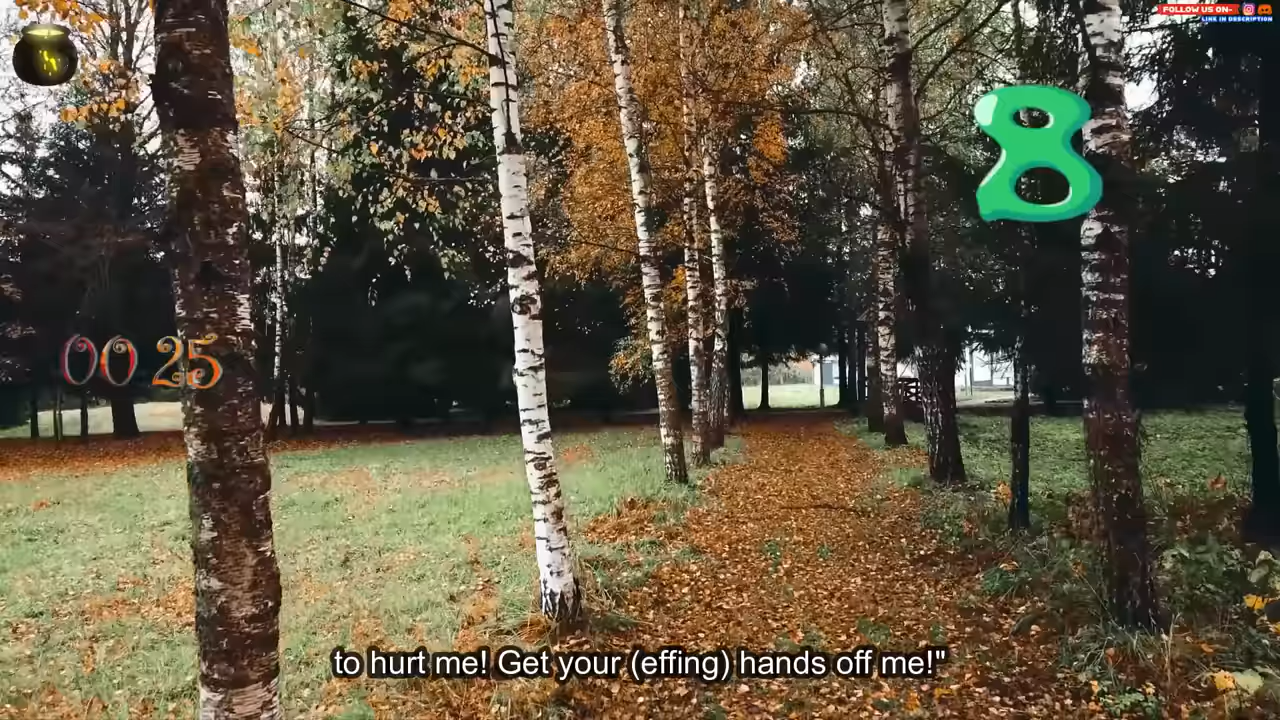 FOLLOW US ON-
LINK IN DESCRIPTION
8
00 25
to hurt me! Get your (effing) hands off me!"